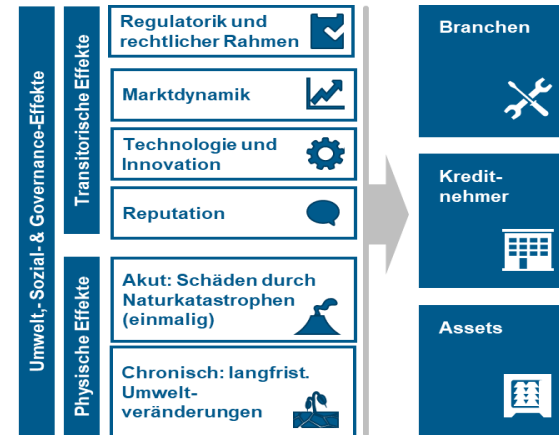 Umwelt,- Sozial- & Governance-Effekte
Transitorische Effekte
Regulatorik und
rechtlicher Rahmen
Marktdynamik
Technologie und
Innovation
Reputation
Physische Effekte
Akut: Schäden durch
Naturkatastrophen
(einmalig)
Chronisch: langfrist.
Umwelt-
veränderungen
Branchen
Kredit-
nehmer
Assets